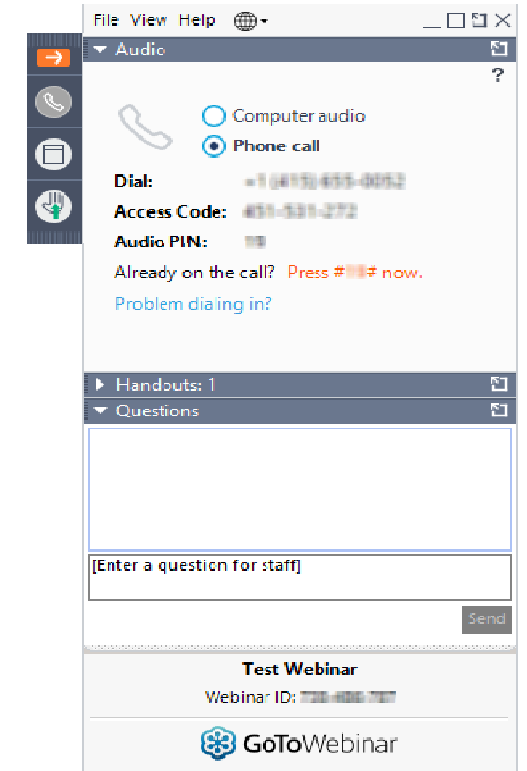 File View Help
Audio
?
Computer audio
Phone call
Dial:
Access Code:
Audio PIN:
Already on the call? Press # # now.
Problem dialing in?
Handouts: 1
Questions
[Enter a question for staff]
Send
Test Webinar
Webinar ID:
GoToWebinar